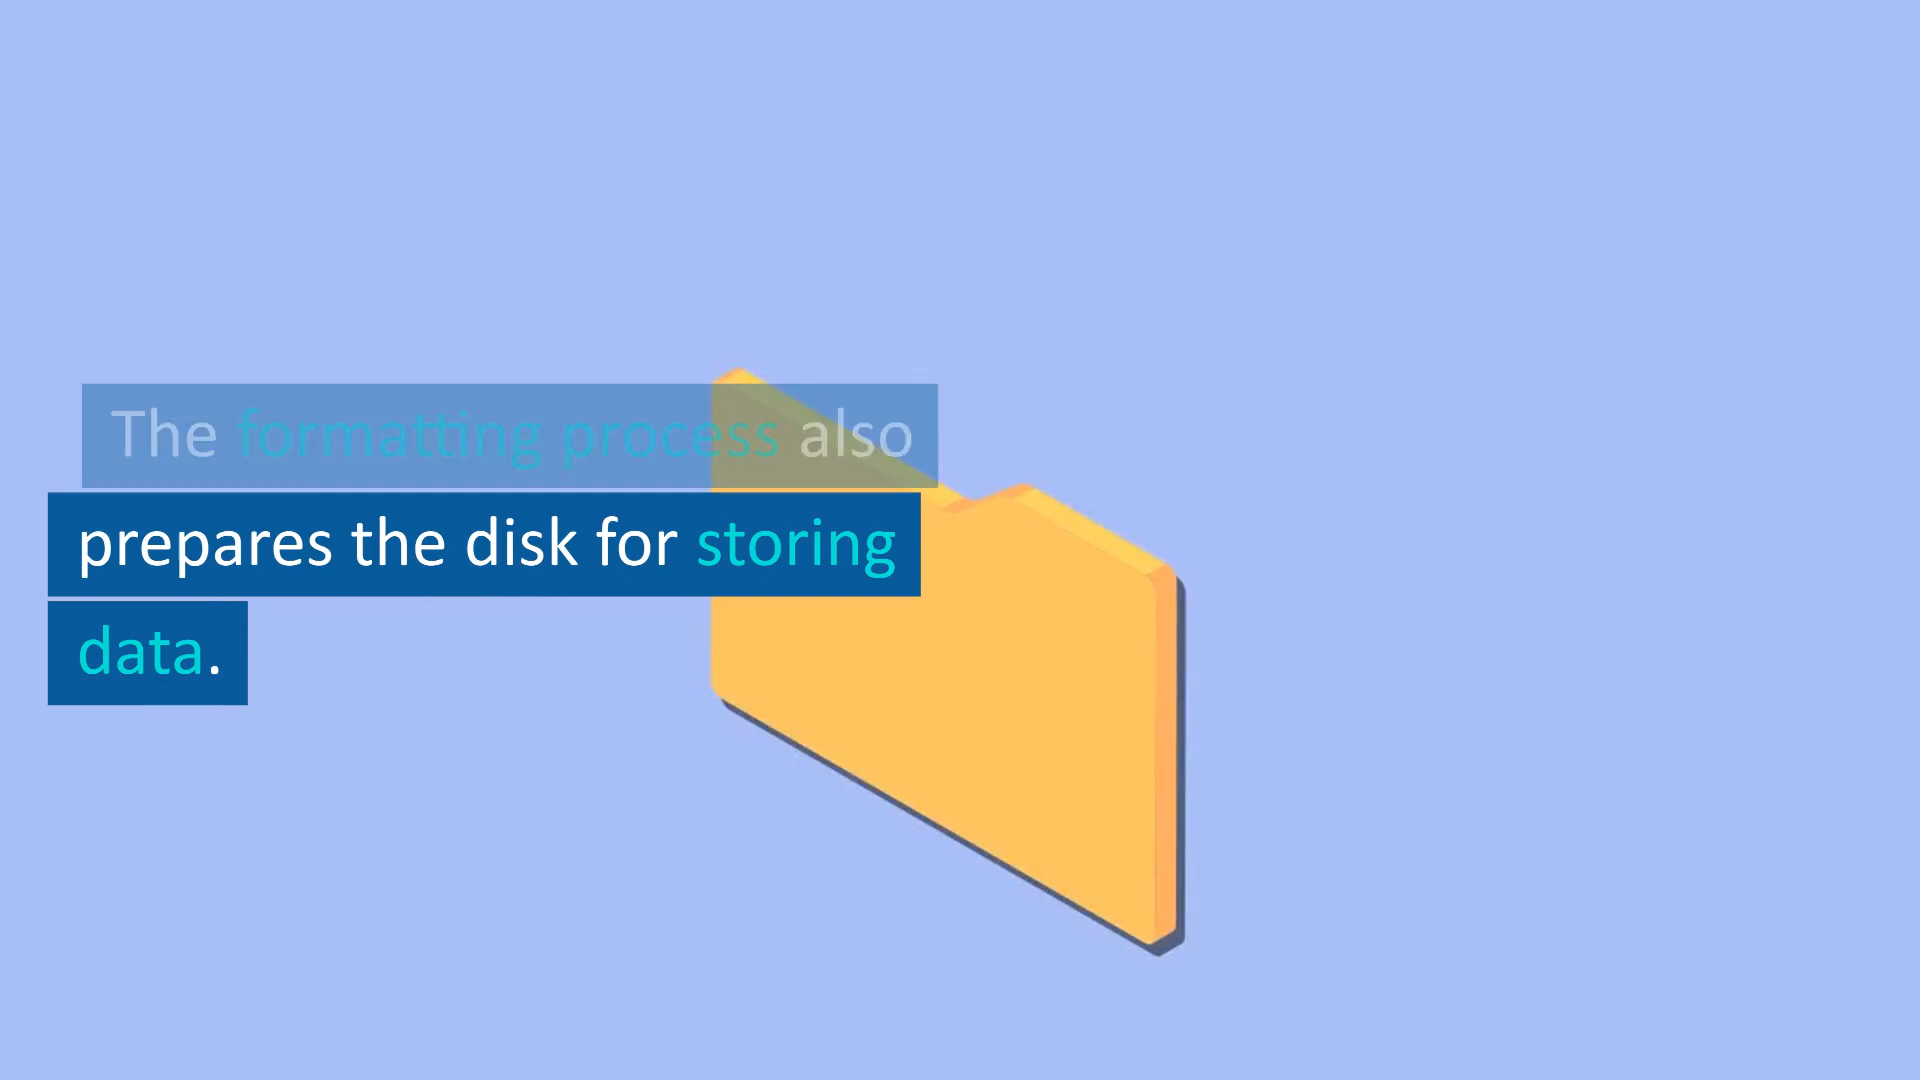 The formatting process also
prepares the disk for storing
data.